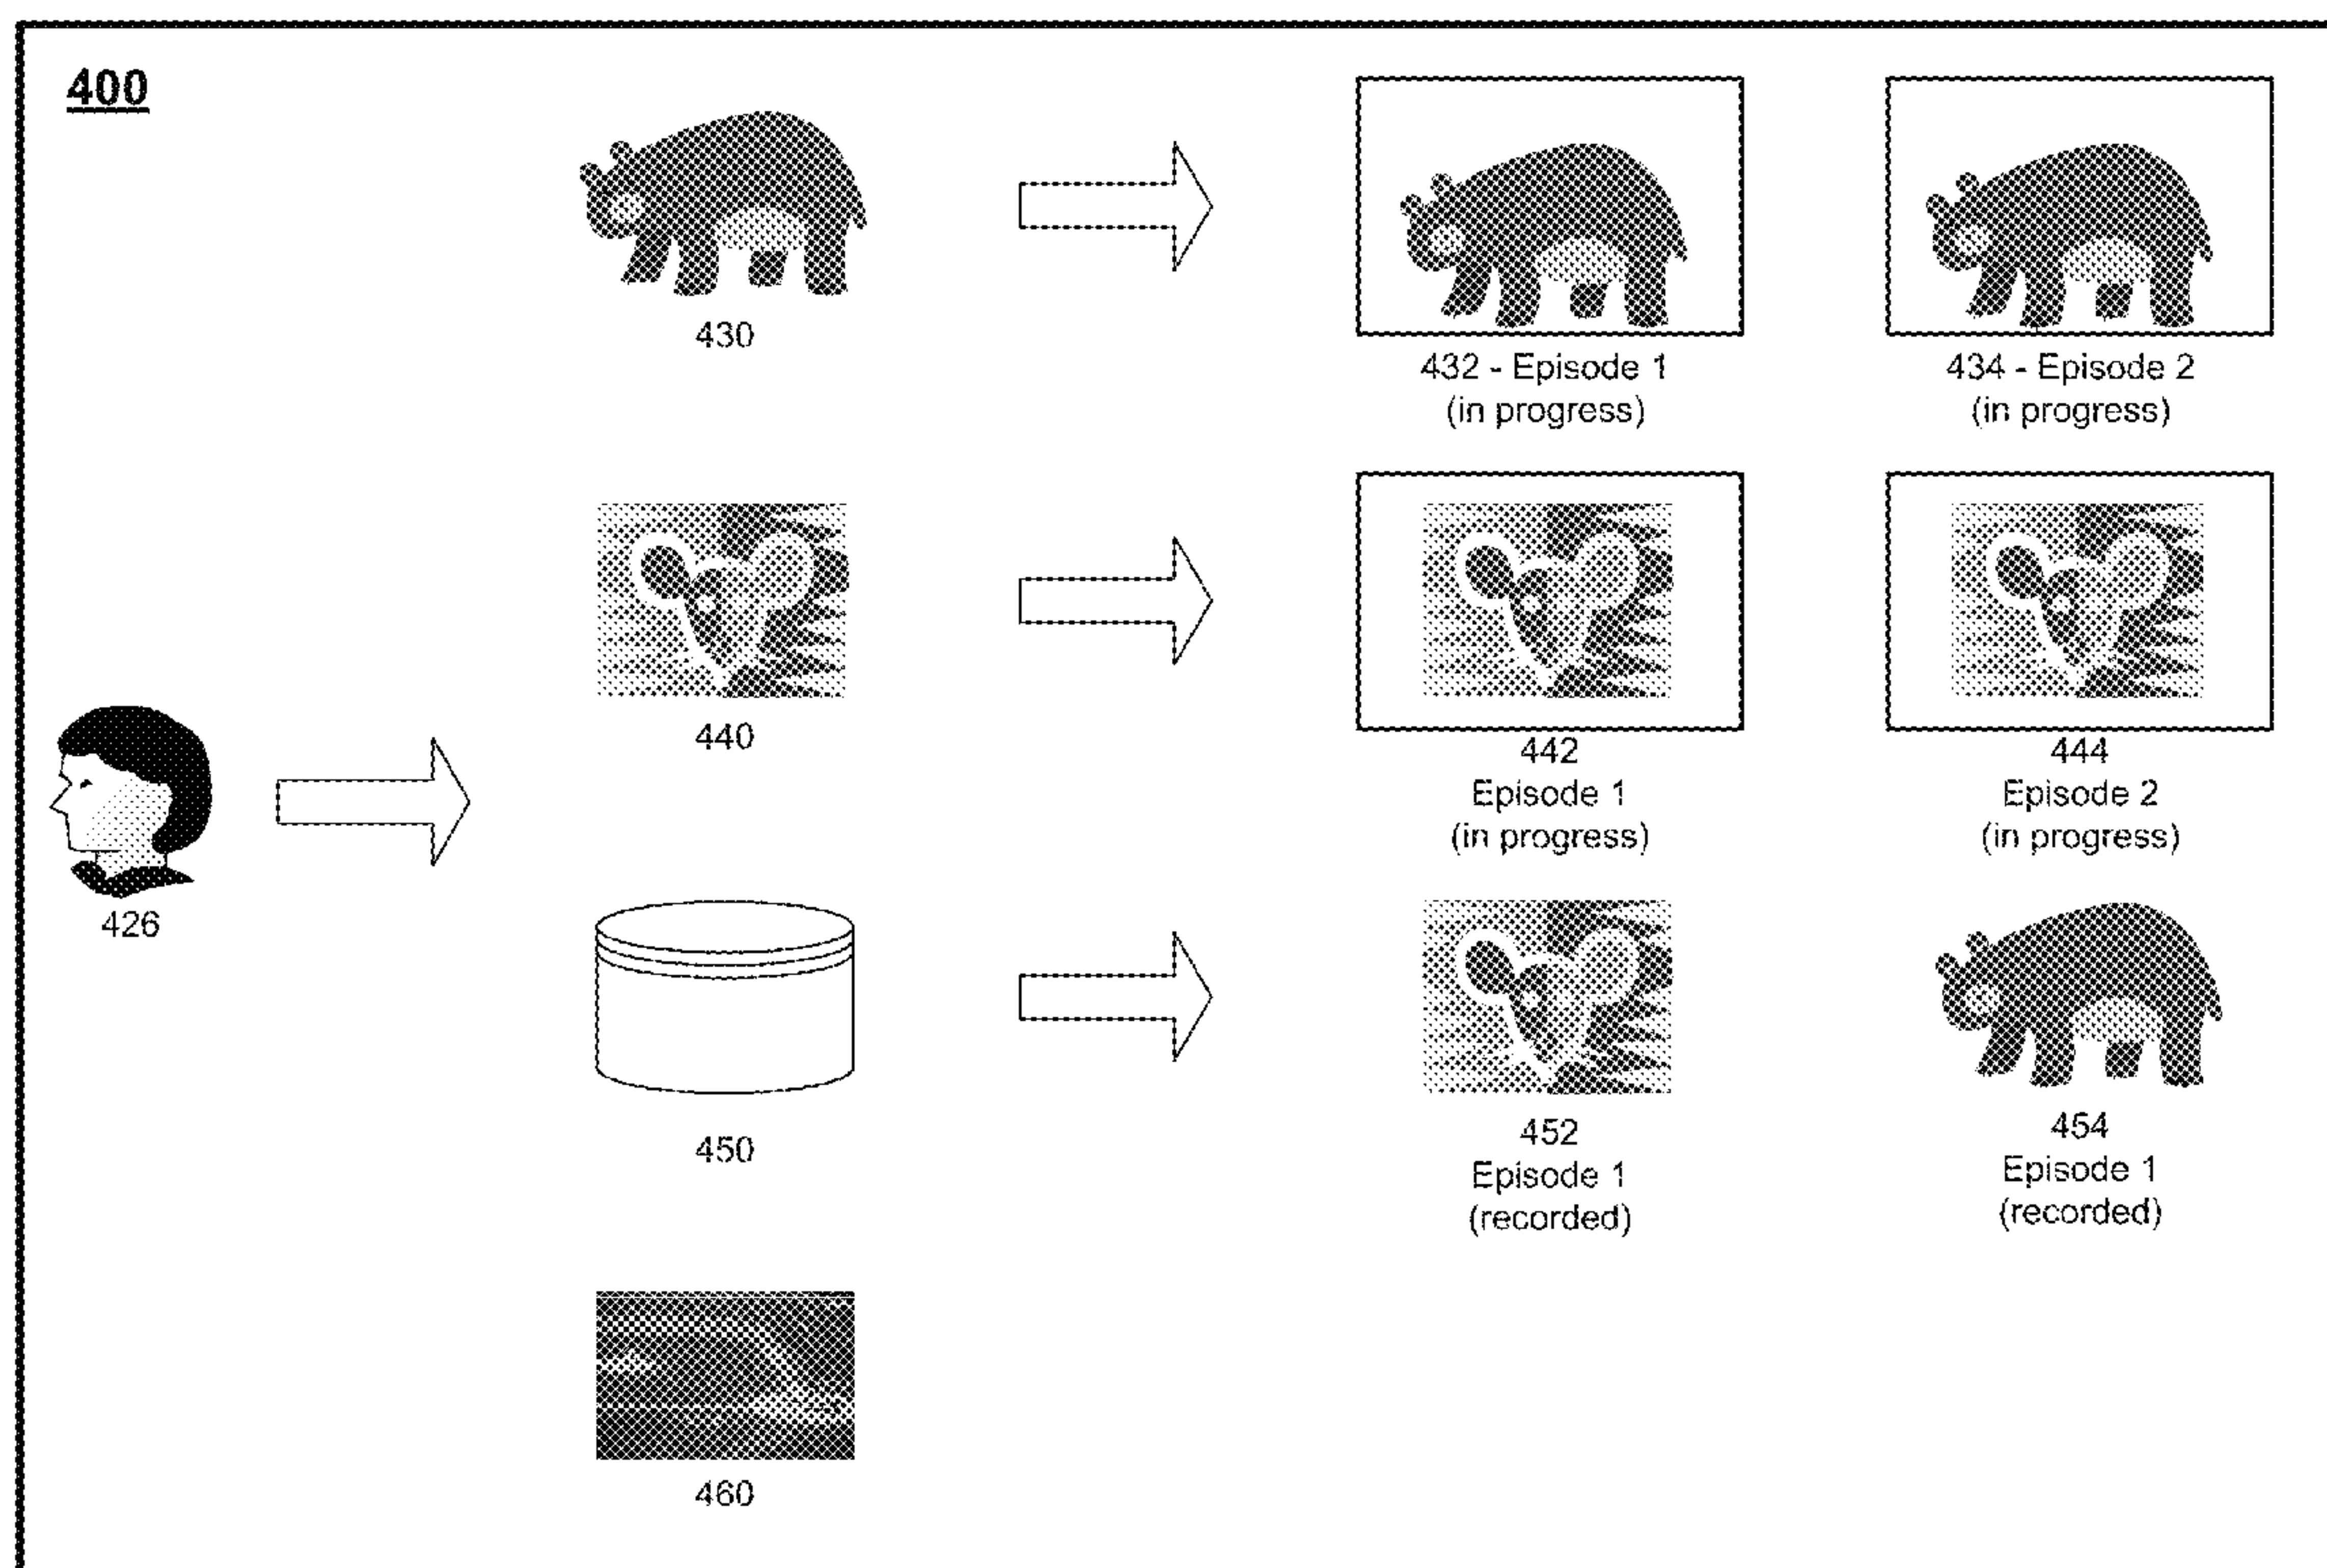 400
430
432 - Episode 1
(in progress)
434 - Episode 2
(in progress)
440
442
Episode 1
(in progress)
444
Episode 2
(in progress)
426
450
452
Episode 1
(recorded)
454
Episode 1
(recorded)
460